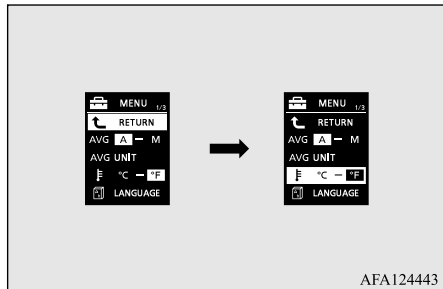 MENU 1/3
RETURN
AVG A – M
AVG UNIT
°C – °F
LANGUAGE
MENU 1/3
RETURN
AVG A – M
AVG UNIT
°C – °F
LANGUAGE
AFA124443